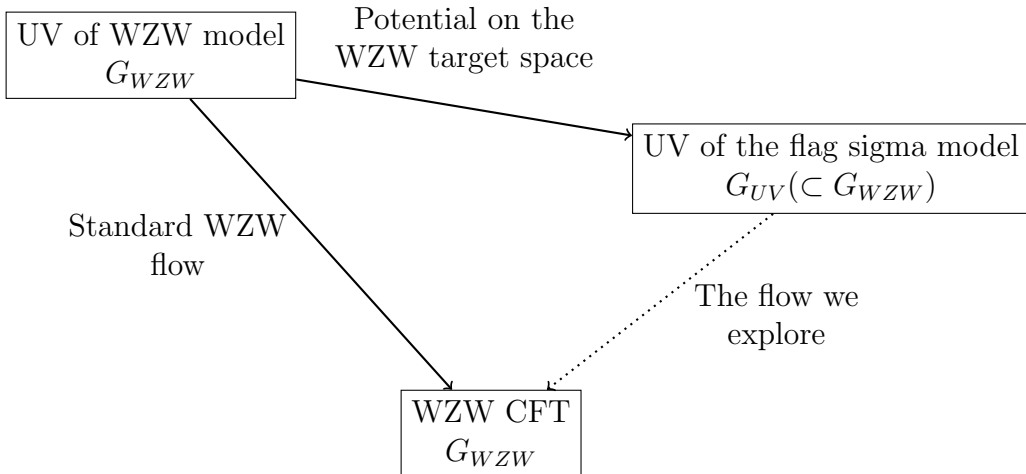 UV of WZW model
G_{WZW}
Potential on the
WZW target space
UV of the flag sigma model
G_{UV}(⊂ G_{WZW})
Standard WZW
flow
The flow we
explore
WZW CFT
G_{WZW}